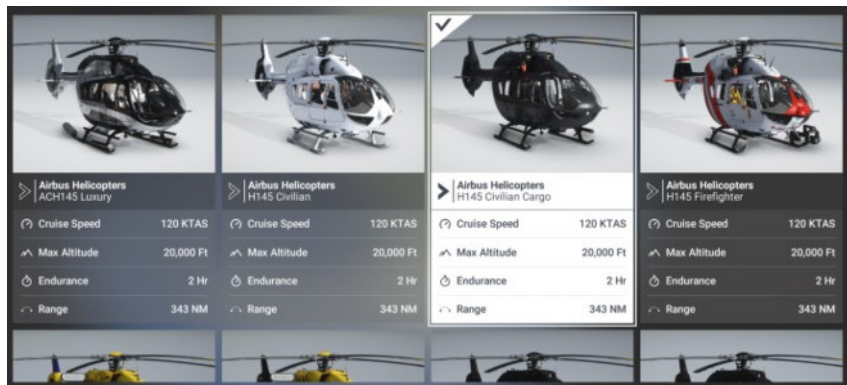 Airbus Helicopters
ACH145 Luxury
Cruise Speed 120 KTAS
Max Altitude 20,000 Ft
Endurance 2 Hr
Range 343 NM
Airbus Helicopters
H145 Civilian
Cruise Speed 120 KTAS
Max Altitude 20,000 Ft
Endurance 2 Hr
Range 343 NM
Airbus Helicopters
H145 Civilian Cargo
Cruise Speed 120 KTAS
Max Altitude 20,000 Ft
Endurance 2 Hr
Range 343 NM
Airbus Helicopters
H145 Firefighter
Cruise Speed 120 KTAS
Max Altitude 20,000 Ft
Endurance 2 Hr
Range 343 NM